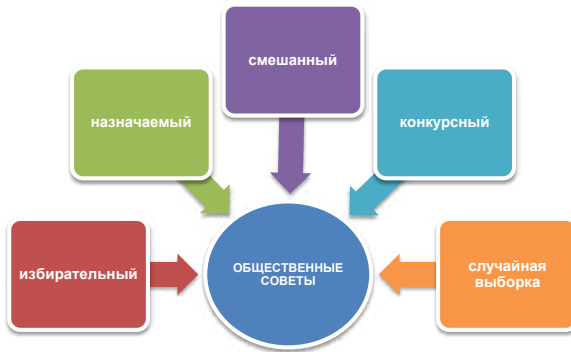 смешанный
назначаемый
конкурсный
избирательный
ОБЩЕСТВЕННЫЕ
СОВЕТЫ
случайная
выборка